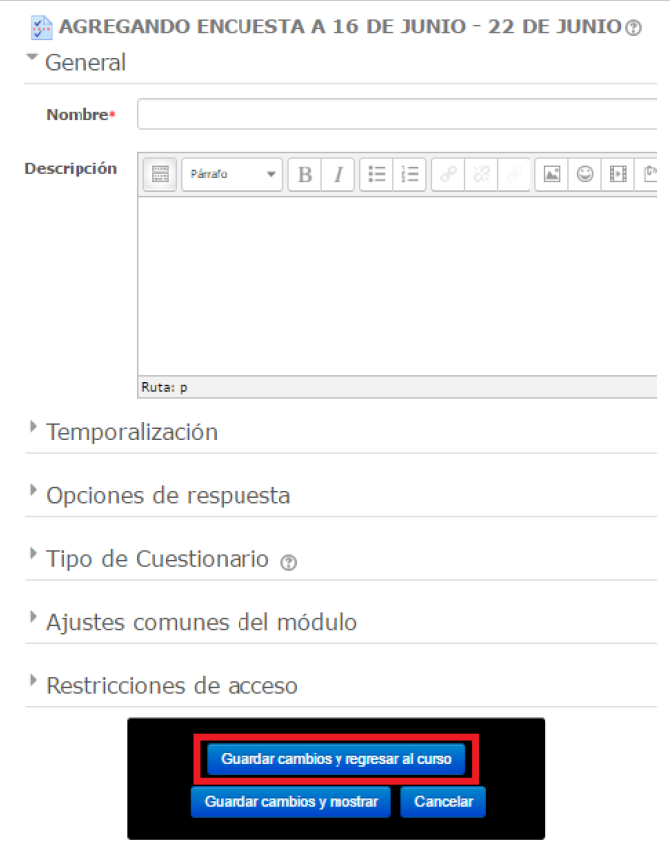 AGREGANDO ENCUESTA A 16 DE JUNIO - 22 DE JUNIO
General
Nombre*
Descripción
Párrafo B I
Ruta: p
Temporalización
Opciones de respuesta
Tipo de Cuestionario
Ajustes comunes del módulo
Restricciones de acceso
Guardar cambios y regresar al curso
Guardar cambios y mostrar Cancelar